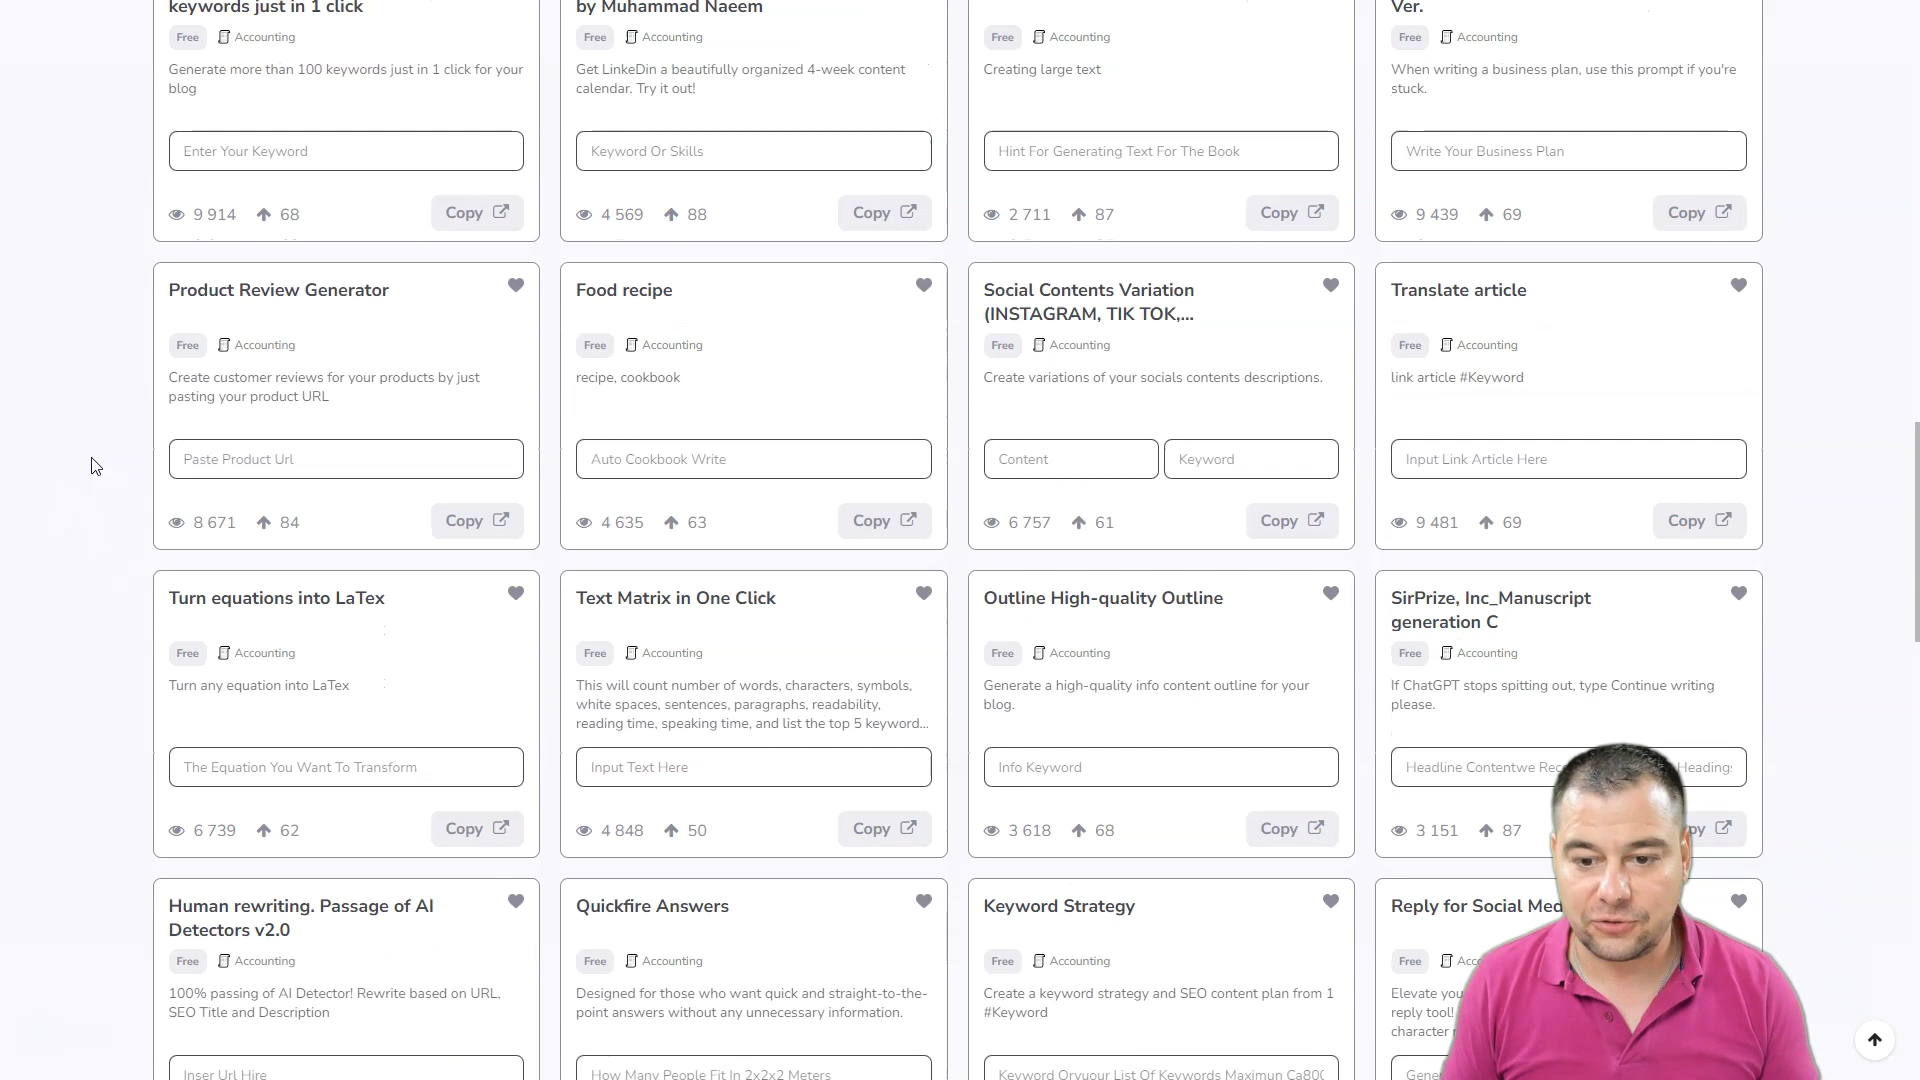 keywords just in 1 click
Free Accounting
Generate more than 100 keywords just in 1 click for your
blog
Enter Your Keyword
9 914 68 Copy
by Muhammad Naeem
Free Accounting
Get LinkeDin a beautifully organized 4-week content
calendar. Try it out!
Keyword Or Skills
4 569 88 Copy
Free Accounting
Creating large text
Hint For Generating Text For The Book
2 711 87 Copy
Ver.
Free Accounting
When writing a business plan, use this prompt if you're
stuck.
Write Your Business Plan
9 439 69 Copy
Product Review Generator
Free Accounting
Create customer reviews for your products by just
pasting your product URL
Paste Product Url
8 671 84 Copy
Food recipe
Free Accounting
recipe, cookbook
Auto Cookbook Write
4 635 63 Copy
Social Contents Variation
(INSTAGRAM, TIK TOK,...
Free Accounting
Create variations of your socials contents descriptions.
Content Keyword
6 757 61 Copy
Translate article
Free Accounting
link article #Keyword
Input Link Article Here
9 481 69 Copy
Turn equations into LaTex
Free Accounting
Turn any equation into LaTex
The Equation You Want To Transform
6 739 62 Copy
Text Matrix in One Click
Free Accounting
This will count number of words, characters, symbols,
white spaces, sentences, paragraphs, readability,
reading time, speaking time, and list the top 5 keyword...
Input Text Here
4 848 50 Copy
Outline High-quality Outline
Free Accounting
Generate a high-quality info content outline for your
blog.
Info Keyword
3 618 68 Copy
SirPrize, Inc_Manuscript
generation C
Free Accounting
If ChatGPT stops spitting out, type Continue writing
please.
Headline Contentwe
3 151 87
Human rewriting. Passage of AI
Detectors v2.0
Free Accounting
100% passing of AI Detector! Rewrite based on URL,
SEO Title and Description
Inser Url Hire
Quickfire Answers
Free Accounting
Designed for those who want quick and straight-to-the-
point answers without any unnecessary information.
How Many People Fit In 2x2x2 Meters
Keyword Strategy
Free Accounting
Create a keyword strategy and SEO content plan from 1
#Keyword
Keyword Oryuour List Of Keywords Maximun
Reply for Social
Free
Elevate
reply tool!
character